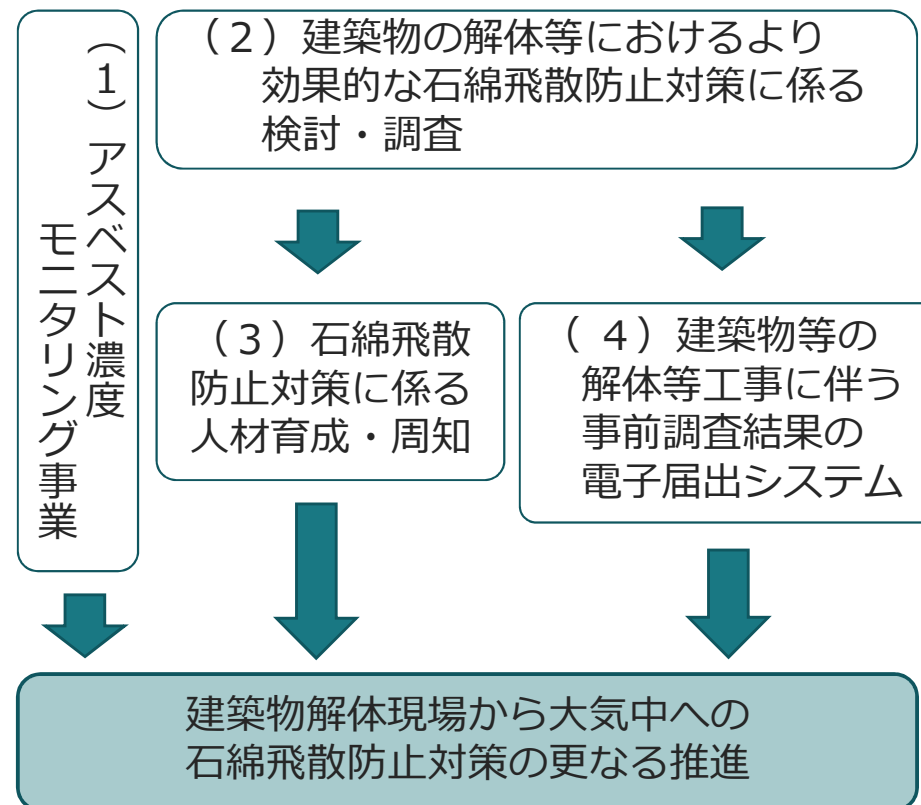 （1）アスベスト濃度
モニタリング事業
（2）建築物の解体等におけるより
効果的な石綿飛散防止対策に係る
検討・調査
（3）石綿飛散
防止対策に係る
人材育成・周知
（ 4）建築物等の
解体等工事に伴う
事前調査結果の
電子届出システム
建築物解体現場から大気中への
石綿飛散防止対策の更なる推進